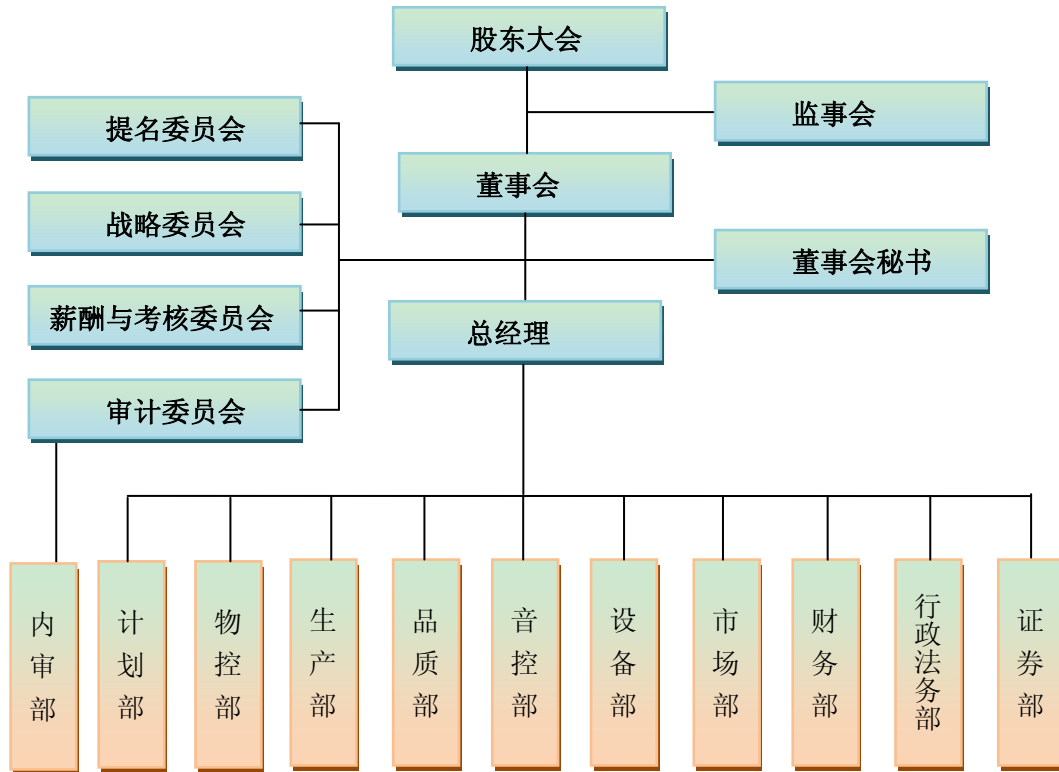 股东大会
监事会
提名委员会
董事会
战略委员会
董事会秘书
薪酬与考核委员会
总经理
审计委员会
内审部
计划部
物控部
生产部
品质部
音控部
设备部
市场部
财务部
行政法务部
证券部